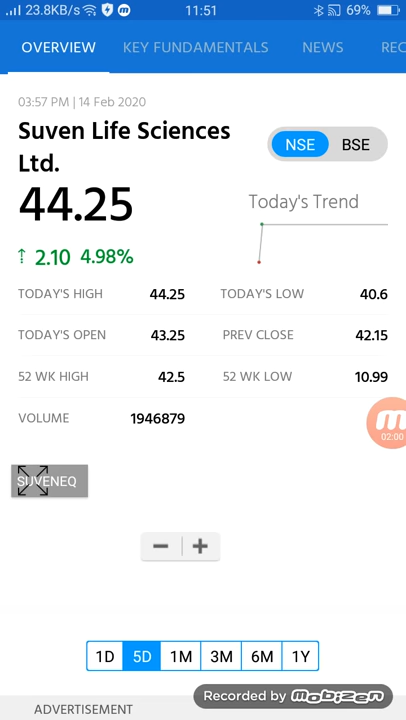 23.8KB/s 11:51 69%
OVERVIEW KEY FUNDAMENTALS NEWS REC
03:57 PM | 14 Feb 2020
Suven Life Sciences
Ltd.
NSE BSE
44.25
Today's Trend
↑ 2.10 4.98%
TODAY'S HIGH 44.25 TODAY'S LOW 40.6
TODAY'S OPEN 43.25 PREV CLOSE 42.15
52 WK HIGH 42.5 52 WK LOW 10.99
VOLUME 1946879
02:00
SUVENEQ
− +
1D 5D 1M 3M 6M 1Y
Recorded by mobizen
ADVERTISEMENT